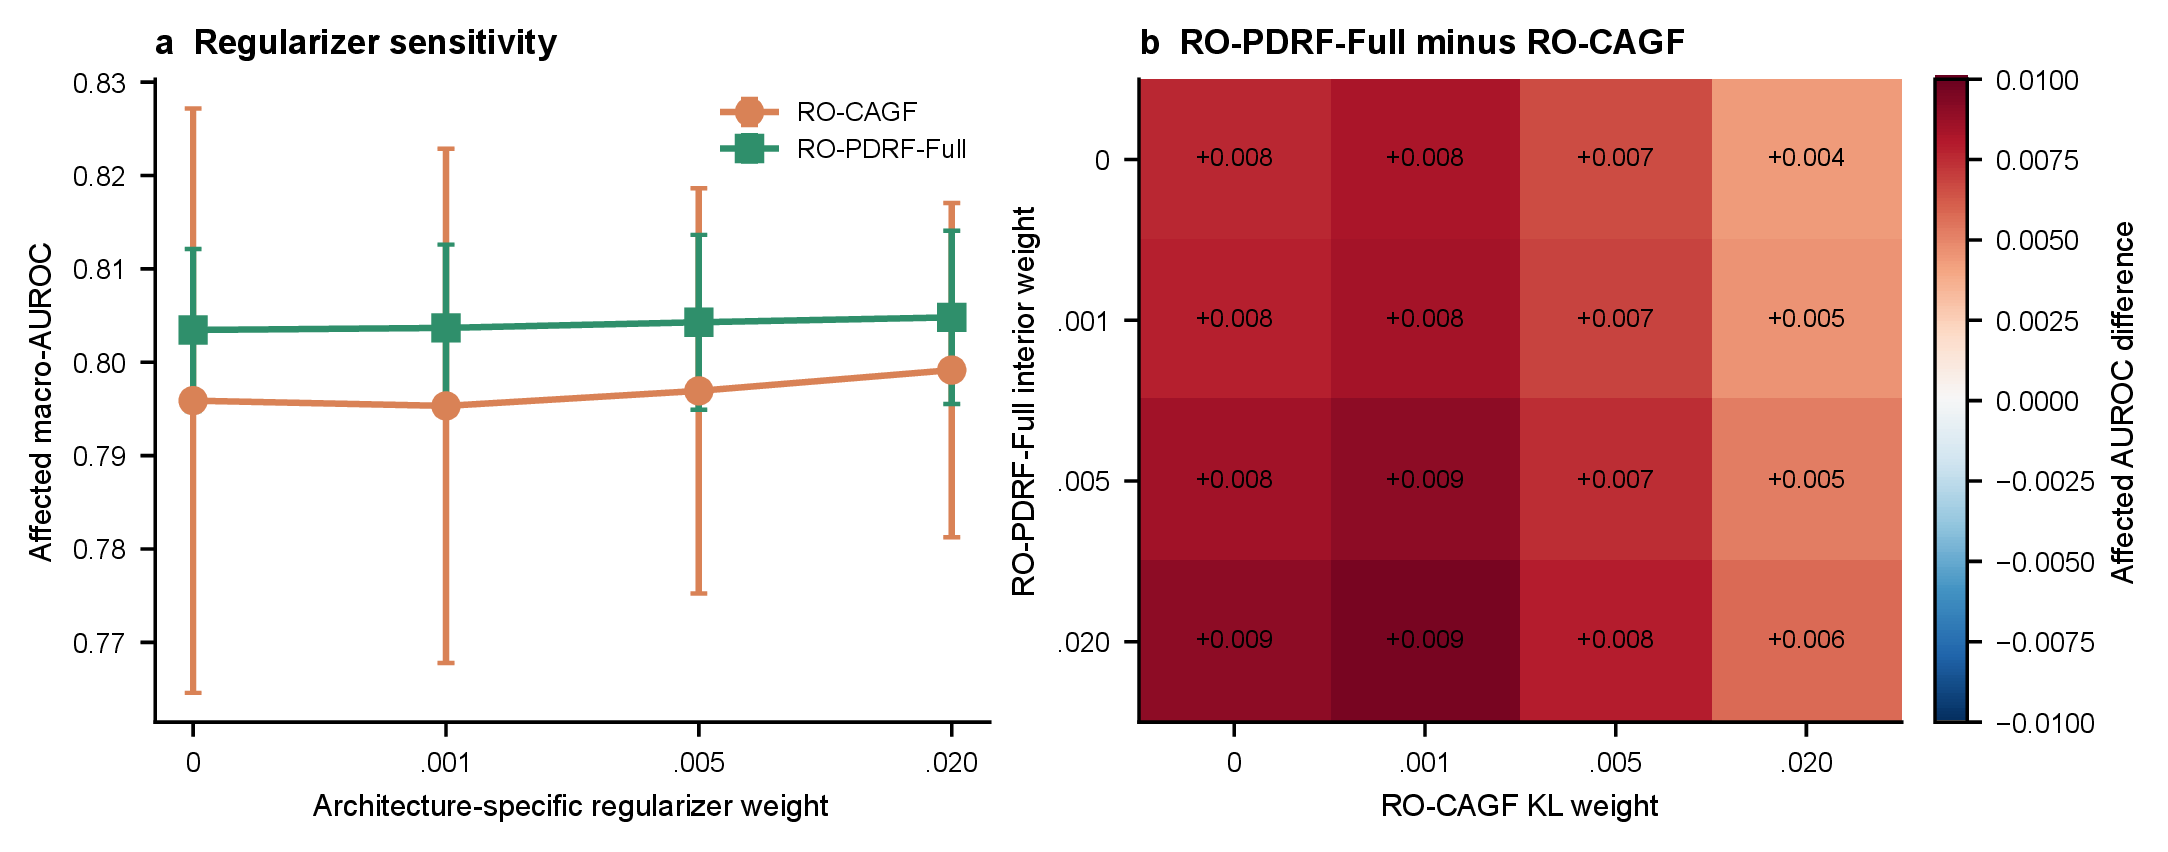 a Regularizer sensitivity
0.83
0.82
0.81
0.80
0.79
0.78
0.77
Affected macro-AUROC
RO-CAGF
RO-PDRF-Full
0 .001 .005 .020
Architecture-specific regularizer weight
b RO-PDRF-Full minus RO-CAGF
RO-PDRF-Full interior weight
0 +0.008 +0.008 +0.007 +0.004
.001 +0.008 +0.008 +0.007 +0.005
.005 +0.008 +0.009 +0.007 +0.005
.020 +0.009 +0.009 +0.008 +0.006
0 .001 .005 .020
RO-CAGF KL weight
0.0100
0.0075
0.0050
0.0025
0.0000
−0.0025
−0.0050
−0.0075
−0.0100
Affected AUROC difference